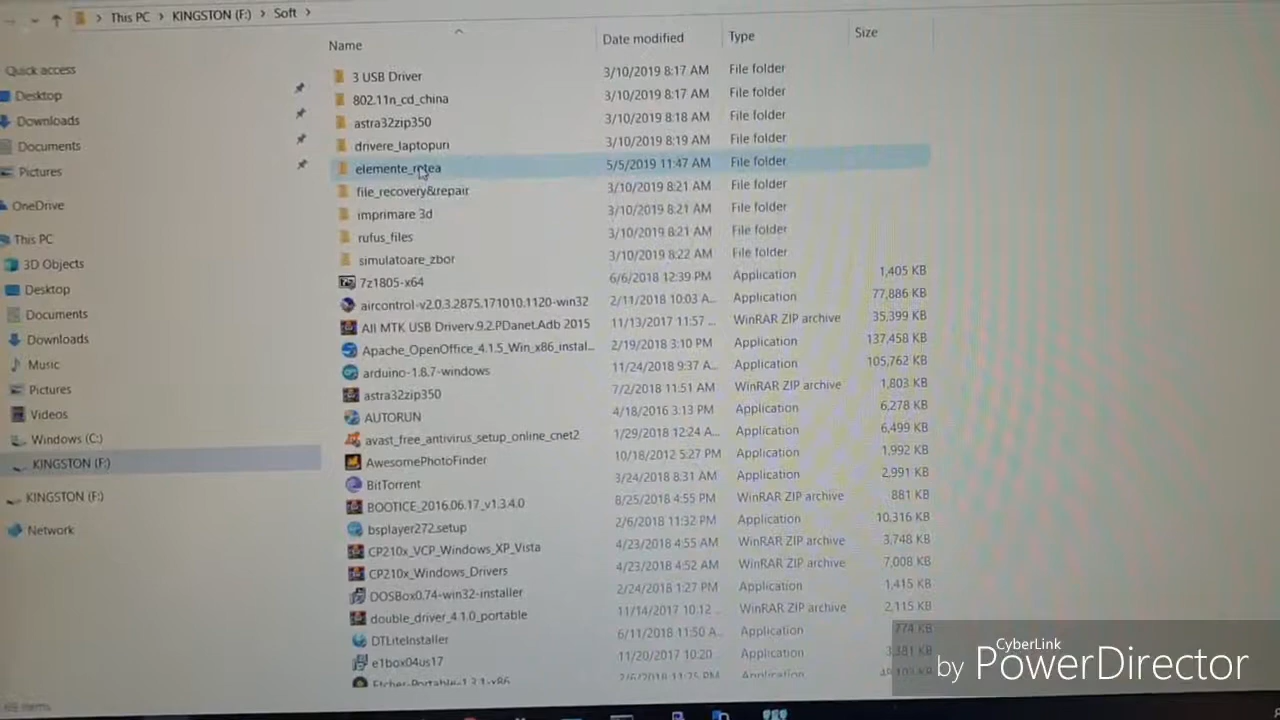 This PC > KINGSTON (F:) > Soft >
Name Date modified Type Size
Quick access
Desktop
Downloads
Documents
Pictures
OneDrive
This PC
3D Objects
Desktop
Documents
Downloads
Music
Pictures
Videos
Windows (C:)
KINGSTON (F:)
KINGSTON (F:)
Network
3 USB Driver 3/10/2019 8:17 AM File folder
802.11n_cd_china 3/10/2019 8:17 AM File folder
astra32zip350 3/10/2019 8:18 AM File folder
drivere_laptopuri 3/10/2019 8:19 AM File folder
elemente_retea 5/5/2019 11:47 AM File folder
file_recovery&repair 3/10/2019 8:21 AM File folder
imprimare 3d 3/10/2019 8:21 AM File folder
rufus_files 3/10/2019 8:21 AM File folder
simulatoare_zbor 3/10/2019 8:22 AM File folder
7z1805-x64 6/6/2018 12:39 PM Application 1,405 KB
aircontrol-v2.0.3.2875.171010.1120-win32 2/11/2018 10:03 A... Application 77,886 KB
All MTK USB Driverv.9.2.PDanet.Adb 2015 11/13/2017 11:57 ... WinRAR ZIP archive 35,399 KB
Apache_OpenOffice_4.1.5_Win_x86_instal... 2/19/2018 3:10 PM Application 137,458 KB
arduino-1.8.7-windows 11/24/2018 9:37 A... Application 105,762 KB
astra32zip350 7/2/2018 11:51 AM WinRAR ZIP archive 1,803 KB
AUTORUN 4/18/2016 3:13 PM Application 6,278 KB
avast_free_antivirus_setup_online_cnet2 1/29/2018 12:24 A... Application 6,499 KB
AwesomePhotoFinder 10/18/2012 5:27 PM Application 1,992 KB
BitTorrent 3/24/2018 8:31 AM Application 2,991 KB
BOOTICE_2016.06.17_v1.3.4.0 8/25/2018 4:55 PM WinRAR ZIP archive 881 KB
bsplayer272.setup 2/6/2018 11:32 PM Application 10,316 KB
CP210x_VCP_Windows_XP_Vista 4/23/2018 4:55 AM WinRAR ZIP archive 3,748 KB
CP210x_Windows_Drivers 4/23/2018 4:52 AM WinRAR ZIP archive 7,008 KB
DOSBox0.74-win32-installer 2/24/2018 1:27 PM Application 1,415 KB
double_driver_4.1.0_portable 11/14/2017 10:12 ... WinRAR ZIP archive 2,115 KB
DTLiteInstaller 6/11/2018 11:50 A... Application 774 KB
e1box04us17 11/20/2017 10:20 ... Application 3,381 KB
Etcher-Portable-1.3.1-x86 Application
items
CyberLink
by PowerDirector